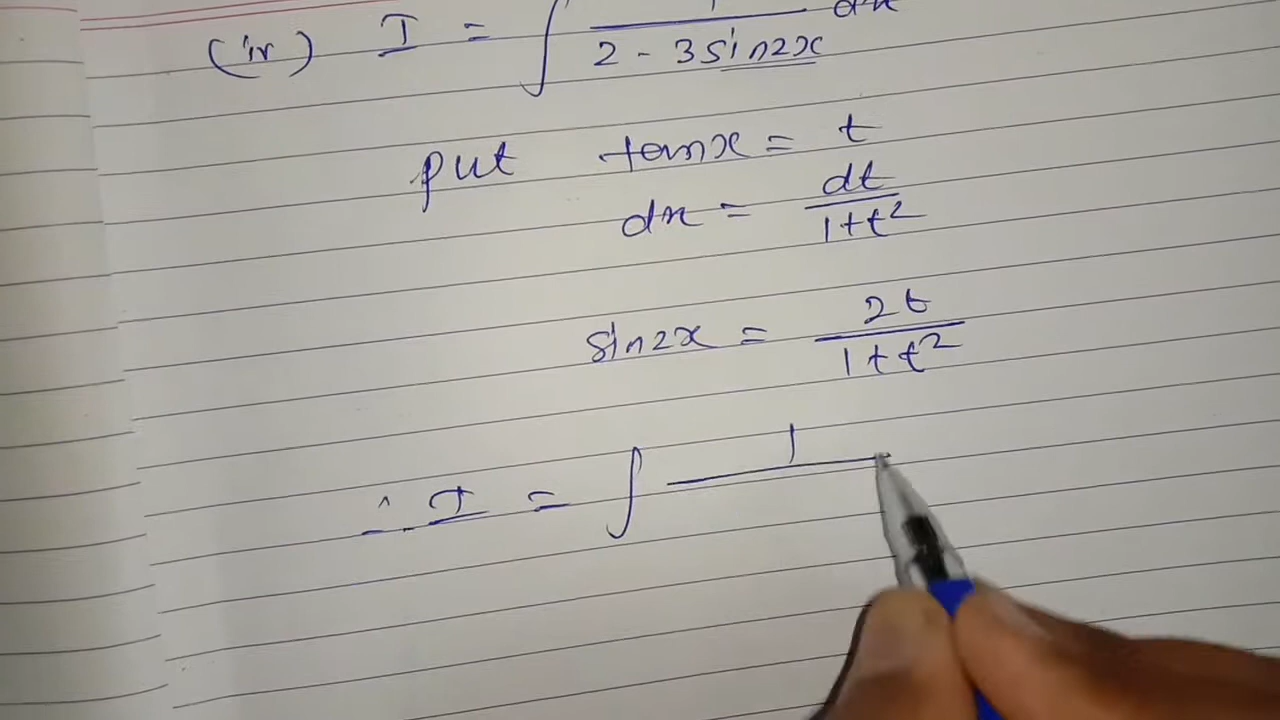 (iv) I = ∫ 1/(2 - 3sin2x) dx
put tanx = t
dx = dt/(1+t²)
sin2x = 2t/(1+t²)
∴ I = ∫ 1/